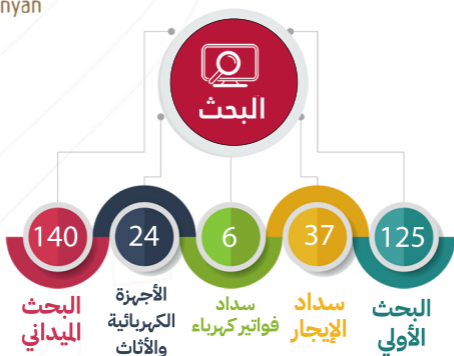 nyan
البحث
125
37
6
24
140
البحث
الأولي
سداد
الإيجار
سداد
فواتير كهرباء
الأجهزة
الكهربائية
والأثاث
البحث
الميداني